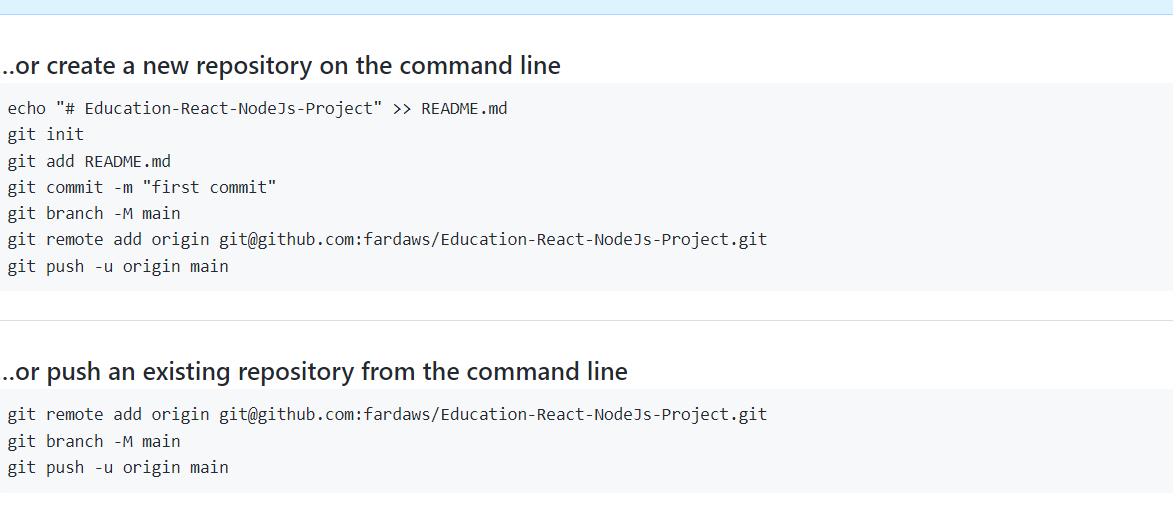 ..or create a new repository on the command line
echo "# Education-React-NodeJs-Project" >> README.md
git init
git add README.md
git commit -m "first commit"
git branch -M main
git remote add origin git@github.com:fardaws/Education-React-NodeJs-Project.git
git push -u origin main
..or push an existing repository from the command line
git remote add origin git@github.com:fardaws/Education-React-NodeJs-Project.git
git branch -M main
git push -u origin main